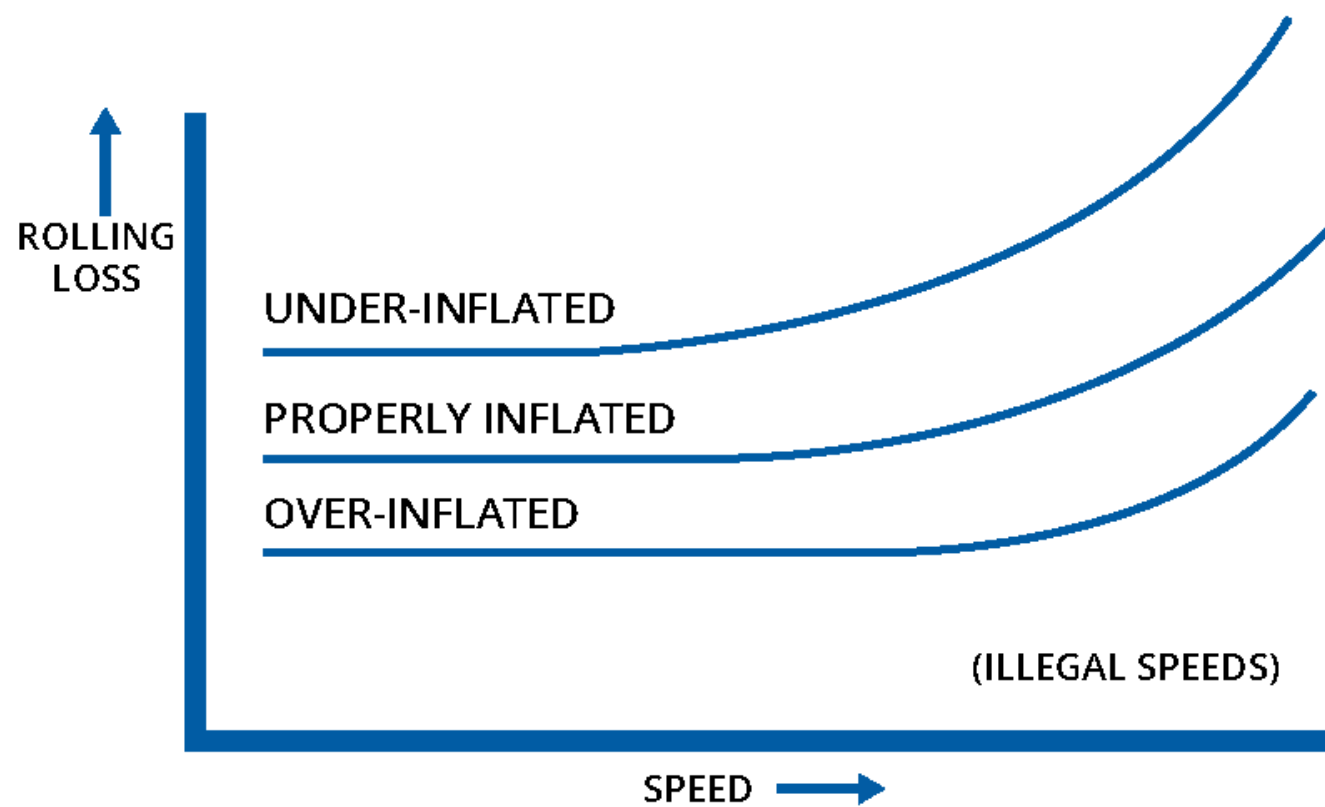 ROLLING
LOSS
UNDER-INFLATED
PROPERLY INFLATED
OVER-INFLATED
(ILLEGAL SPEEDS)
SPEED